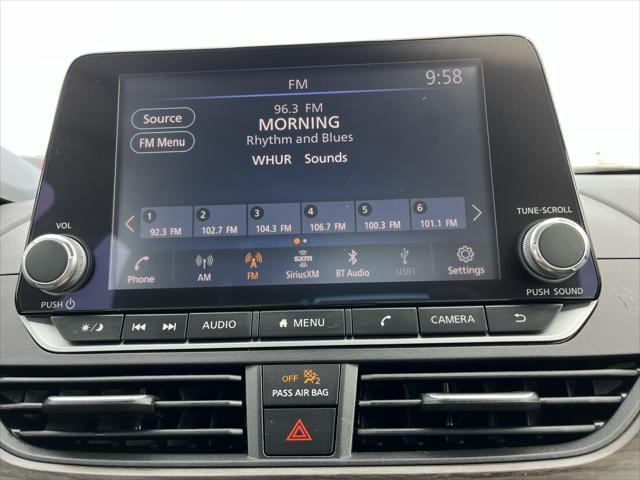 FM 9:58
96.3 FM
Source MORNING
FM Menu Rhythm and Blues
WHUR Sounds
1 2 3 4 5 6
92.3 FM 102.7 FM 104.3 FM 106.7 FM 100.3 FM 101.1 FM
Phone AM FM SiriusXM BT Audio USB1 Settings
sxm
VOL
PUSH
TUNE·SCROLL
PUSH SOUND
AUDIO MENU CAMERA
OFF 2
PASS AIR BAG